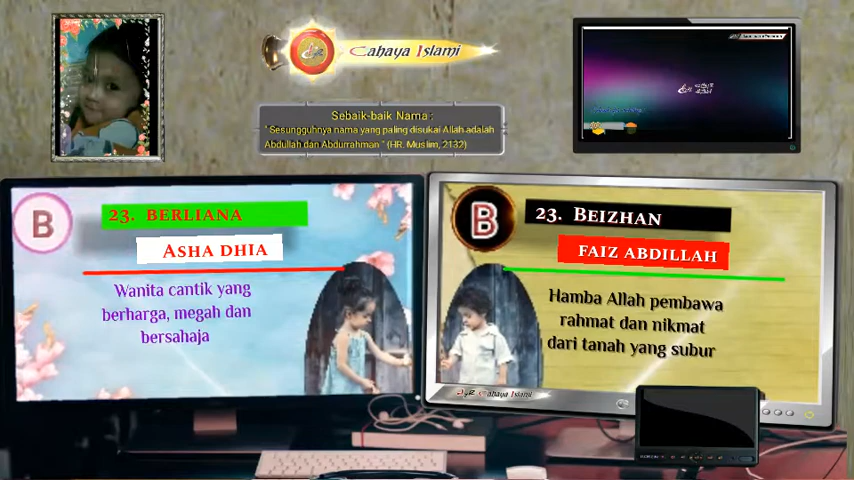 Cahaya Islami
Sebaik-baik Nama :
" Sesungguhnya nama yang paling disukai Allah adalah
Abdullah dan Abdurrahman " (HR. Muslim, 2132)
B
23. BERLIANA
ASHA DHIA
Wanita cantik yang
berharga, megah dan
bersahaja
B
23. BEIZHAN
FAIZ ABDILLAH
Hamba Allah pembawa
rahmat dan nikmat
dari tanah yang subur
Cahaya Islami